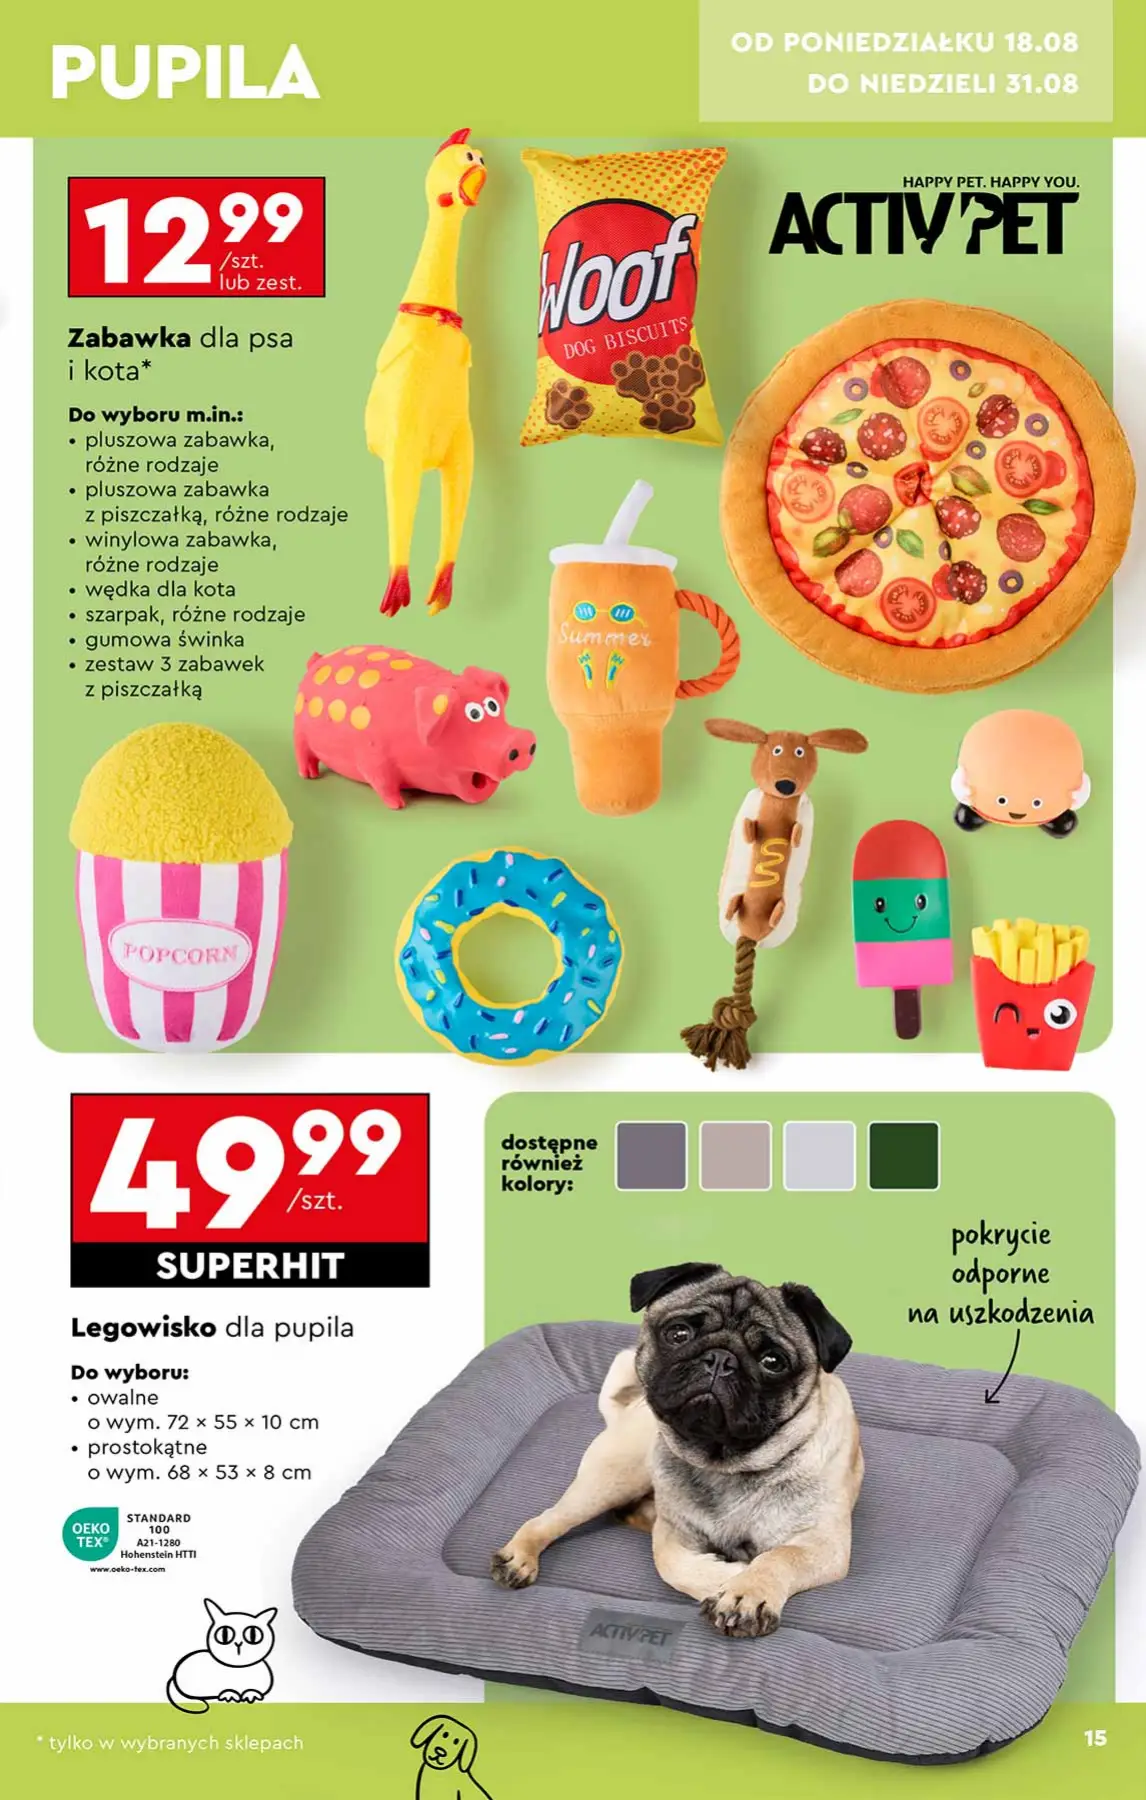 PUPILA
OD PONIEDZIAŁKU 18.08
DO NIEDZIELI 31.08
12 99
/szt.
lub zest.
HAPPY PET. HAPPY YOU.
ACTIV PET
Woof
DOG BISCUITS
Zabawka dla psa
i kota*
Do wyboru m.in.:
• pluszowa zabawka,
różne rodzaje
• pluszowa zabawka
z piszczałką, różne rodzaje
• winylowa zabawka,
różne rodzaje
• wędka dla kota
• szarpak, różne rodzaje
• gumowa świnka
• zestaw 3 zabawek
z piszczałką
Summer
POPCORN
49 99
/szt.
SUPERHIT
Legowisko dla pupila
Do wyboru:
• owalne
o wym. 72 × 55 × 10 cm
• prostokątne
o wym. 68 × 53 × 8 cm
OEKO
TEX®
STANDARD
100
A21-1280
Hohenstein HTTI
www.oeko-tex.com
dostępne
również
kolory:
pokrycie
odporne
na uszkodzenia
ACTIV PET
* tylko w wybranych sklepach
15